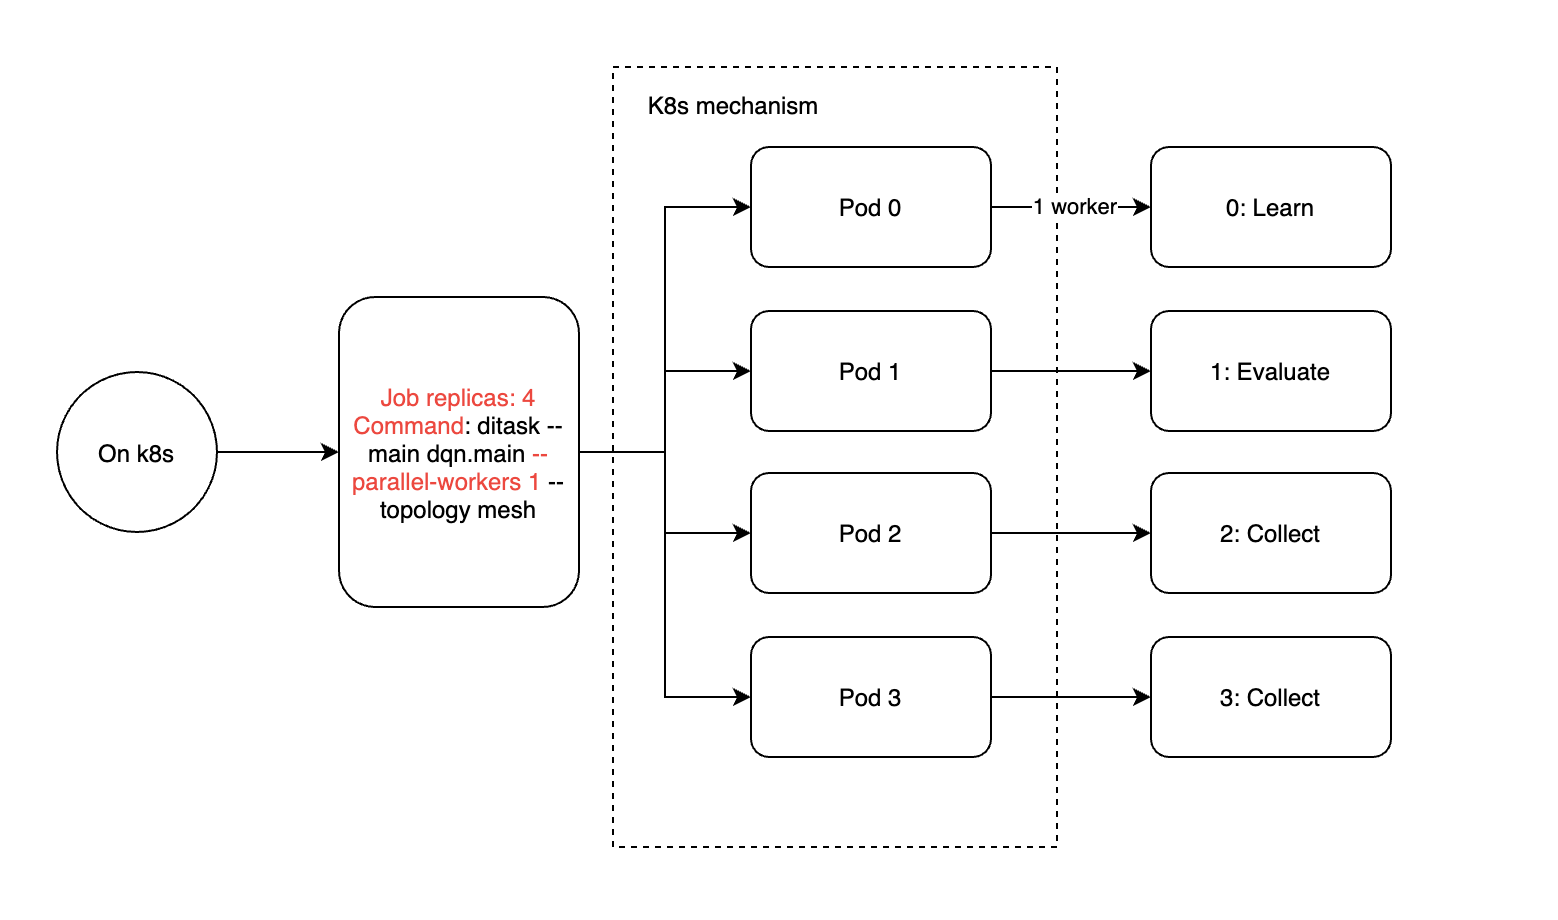 K8s mechanism
On k8s
Job replicas: 4
Command: ditask --
main dqn.main --
parallel-workers 1 --
topology mesh
Pod 0
1 worker
0: Learn
Pod 1
1: Evaluate
Pod 2
2: Collect
Pod 3
3: Collect